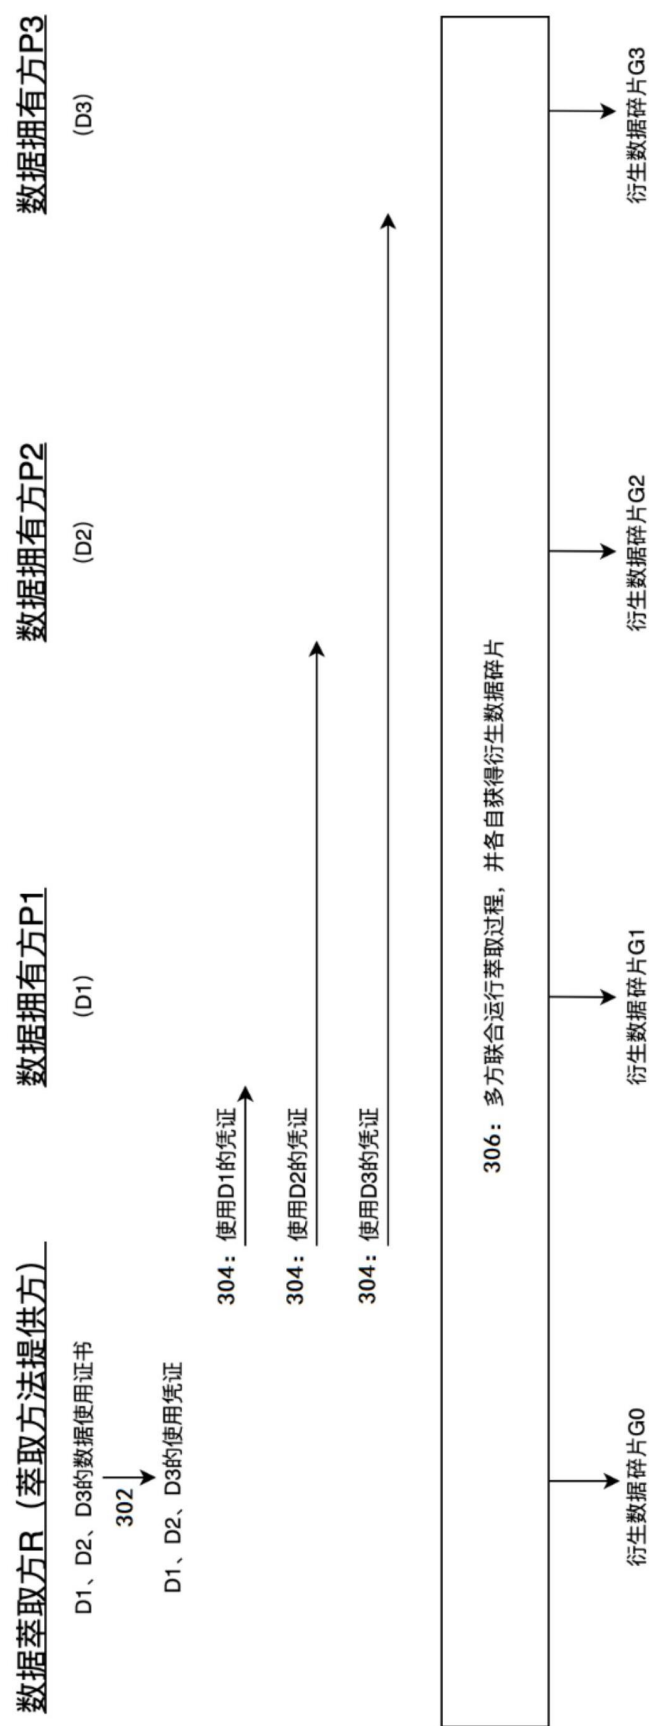 数据萃取方R（萃取方法提供方）
数据拥有方P1
数据拥有方P2
数据拥有方P3
D1、D2、D3的数据使用证书
(D1)
(D2)
(D3)
302
D1、D2、D3的使用凭证
304：使用D1的凭证
304：使用D2的凭证
304：使用D3的凭证
306：多方联合运行萃取过程，并各自获得衍生数据碎片
衍生数据碎片G0
衍生数据碎片G1
衍生数据碎片G2
衍生数据碎片G3